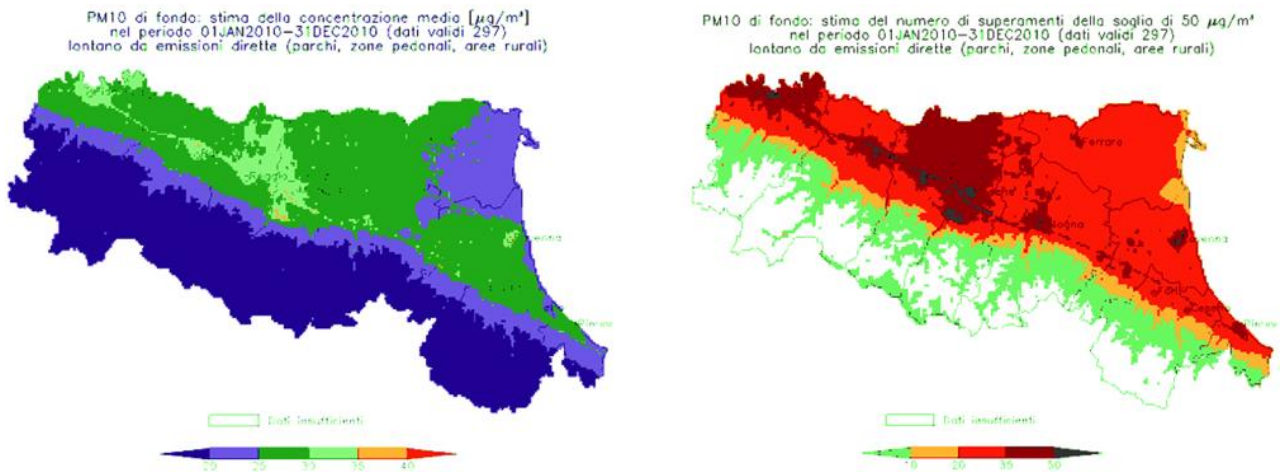 PM10 di fondo: stima della concentrazione media [µg/m³]
nel periodo 01JAN2010–31DEC2010 (dati validi 297)
lontano da emissioni dirette (parchi, zone pedonali, aree rurali)
Dati insufficienti
20 25 30 35 40
PM10 di fondo: stima del numero di superamenti della soglia di 50 µg/m³
nel periodo 01JAN2010–31DEC2010 (dati validi 297)
lontano da emissioni dirette (parchi, zone pedonali, aree rurali)
Ferrara
Dati insufficienti
10 20 35 50